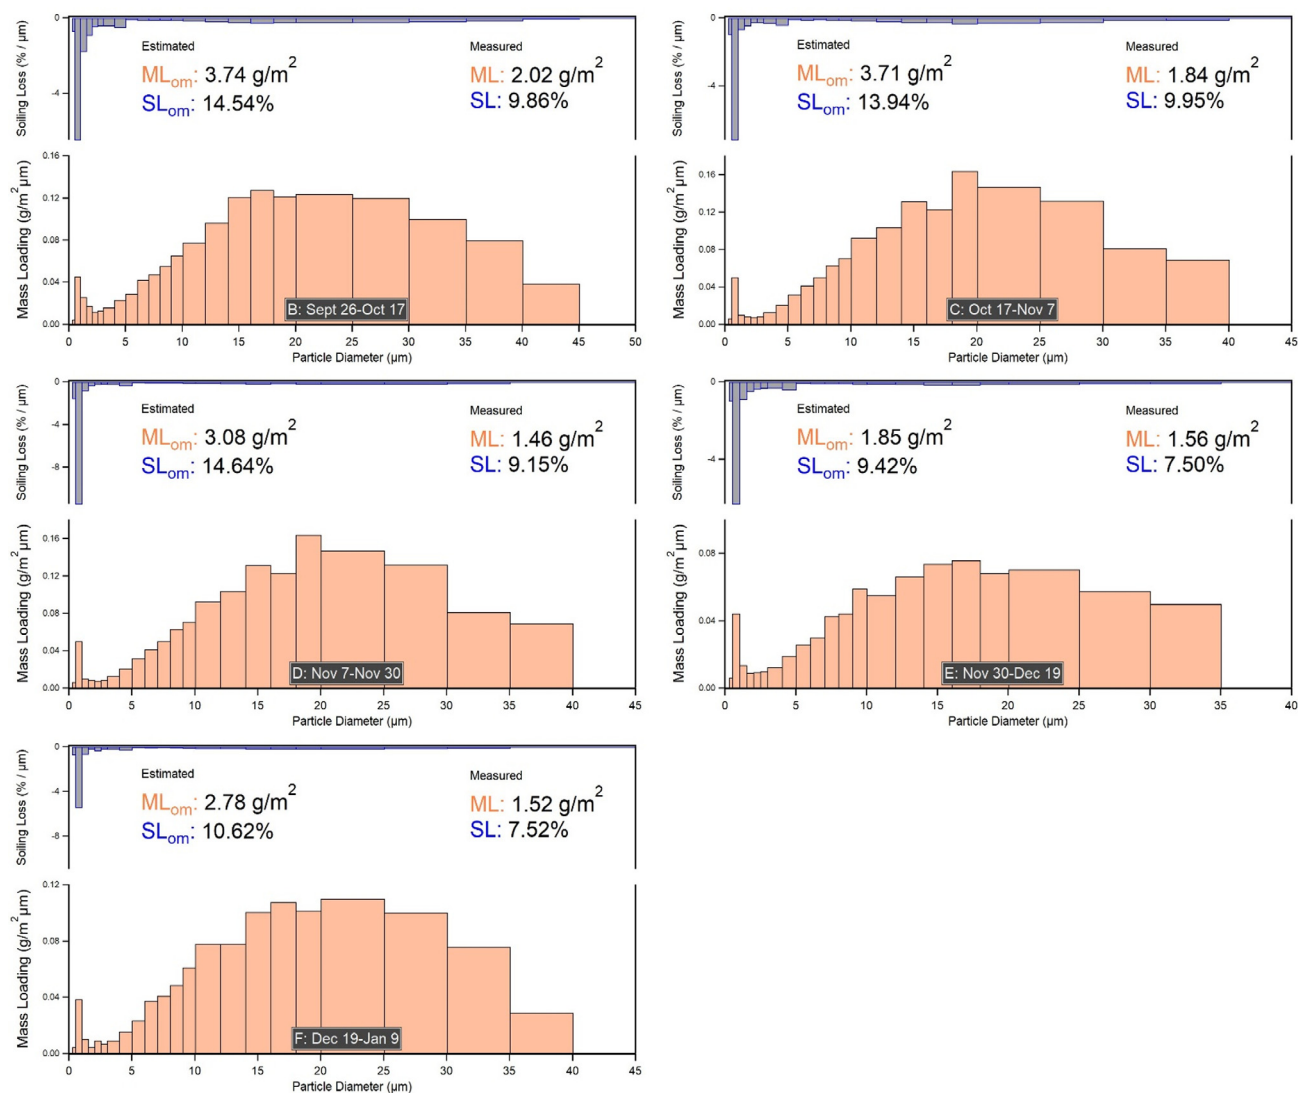 Soiling Loss (% / µm)
0
-4
Estimated
ML_om: 3.74 g/m²
SL_om: 14.54%
Measured
ML: 2.02 g/m²
SL: 9.86%
Mass Loading (g/m² µm)
0.16
0.12
0.08
0.04
0.00
B: Sept 26-Oct 17
0 5 10 15 20 25 30 35 40 45 50
Particle Diameter (µm)
Soiling Loss (% / µm)
0
-4
Estimated
ML_om: 3.71 g/m²
SL_om: 13.94%
Measured
ML: 1.84 g/m²
SL: 9.95%
Mass Loading (g/m² µm)
0.16
0.12
0.08
0.04
0.00
C: Oct 17-Nov 7
0 5 10 15 20 25 30 35 40 45
Particle Diameter (µm)
Soiling Loss (% / µm)
0
-4
-8
Estimated
ML_om: 3.08 g/m²
SL_om: 14.64%
Measured
ML: 1.46 g/m²
SL: 9.15%
Mass Loading (g/m² µm)
0.16
0.12
0.08
0.04
0.00
D: Nov 7-Nov 30
0 5 10 15 20 25 30 35 40 45
Particle Diameter (µm)
Soiling Loss (% / µm)
0
-4
Estimated
ML_om: 1.85 g/m²
SL_om: 9.42%
Measured
ML: 1.56 g/m²
SL: 7.50%
Mass Loading (g/m² µm)
0.08
0.04
0.00
E: Nov 30-Dec 19
0 5 10 15 20 25 30 35 40
Particle Diameter (µm)
Soiling Loss (% / µm)
0
-4
-8
Estimated
ML_om: 2.78 g/m²
SL_om: 10.62%
Measured
ML: 1.52 g/m²
SL: 7.52%
Mass Loading (g/m² µm)
0.12
0.08
0.04
0.00
F: Dec 19-Jan 9
0 5 10 15 20 25 30 35 40 45
Particle Diameter (µm)